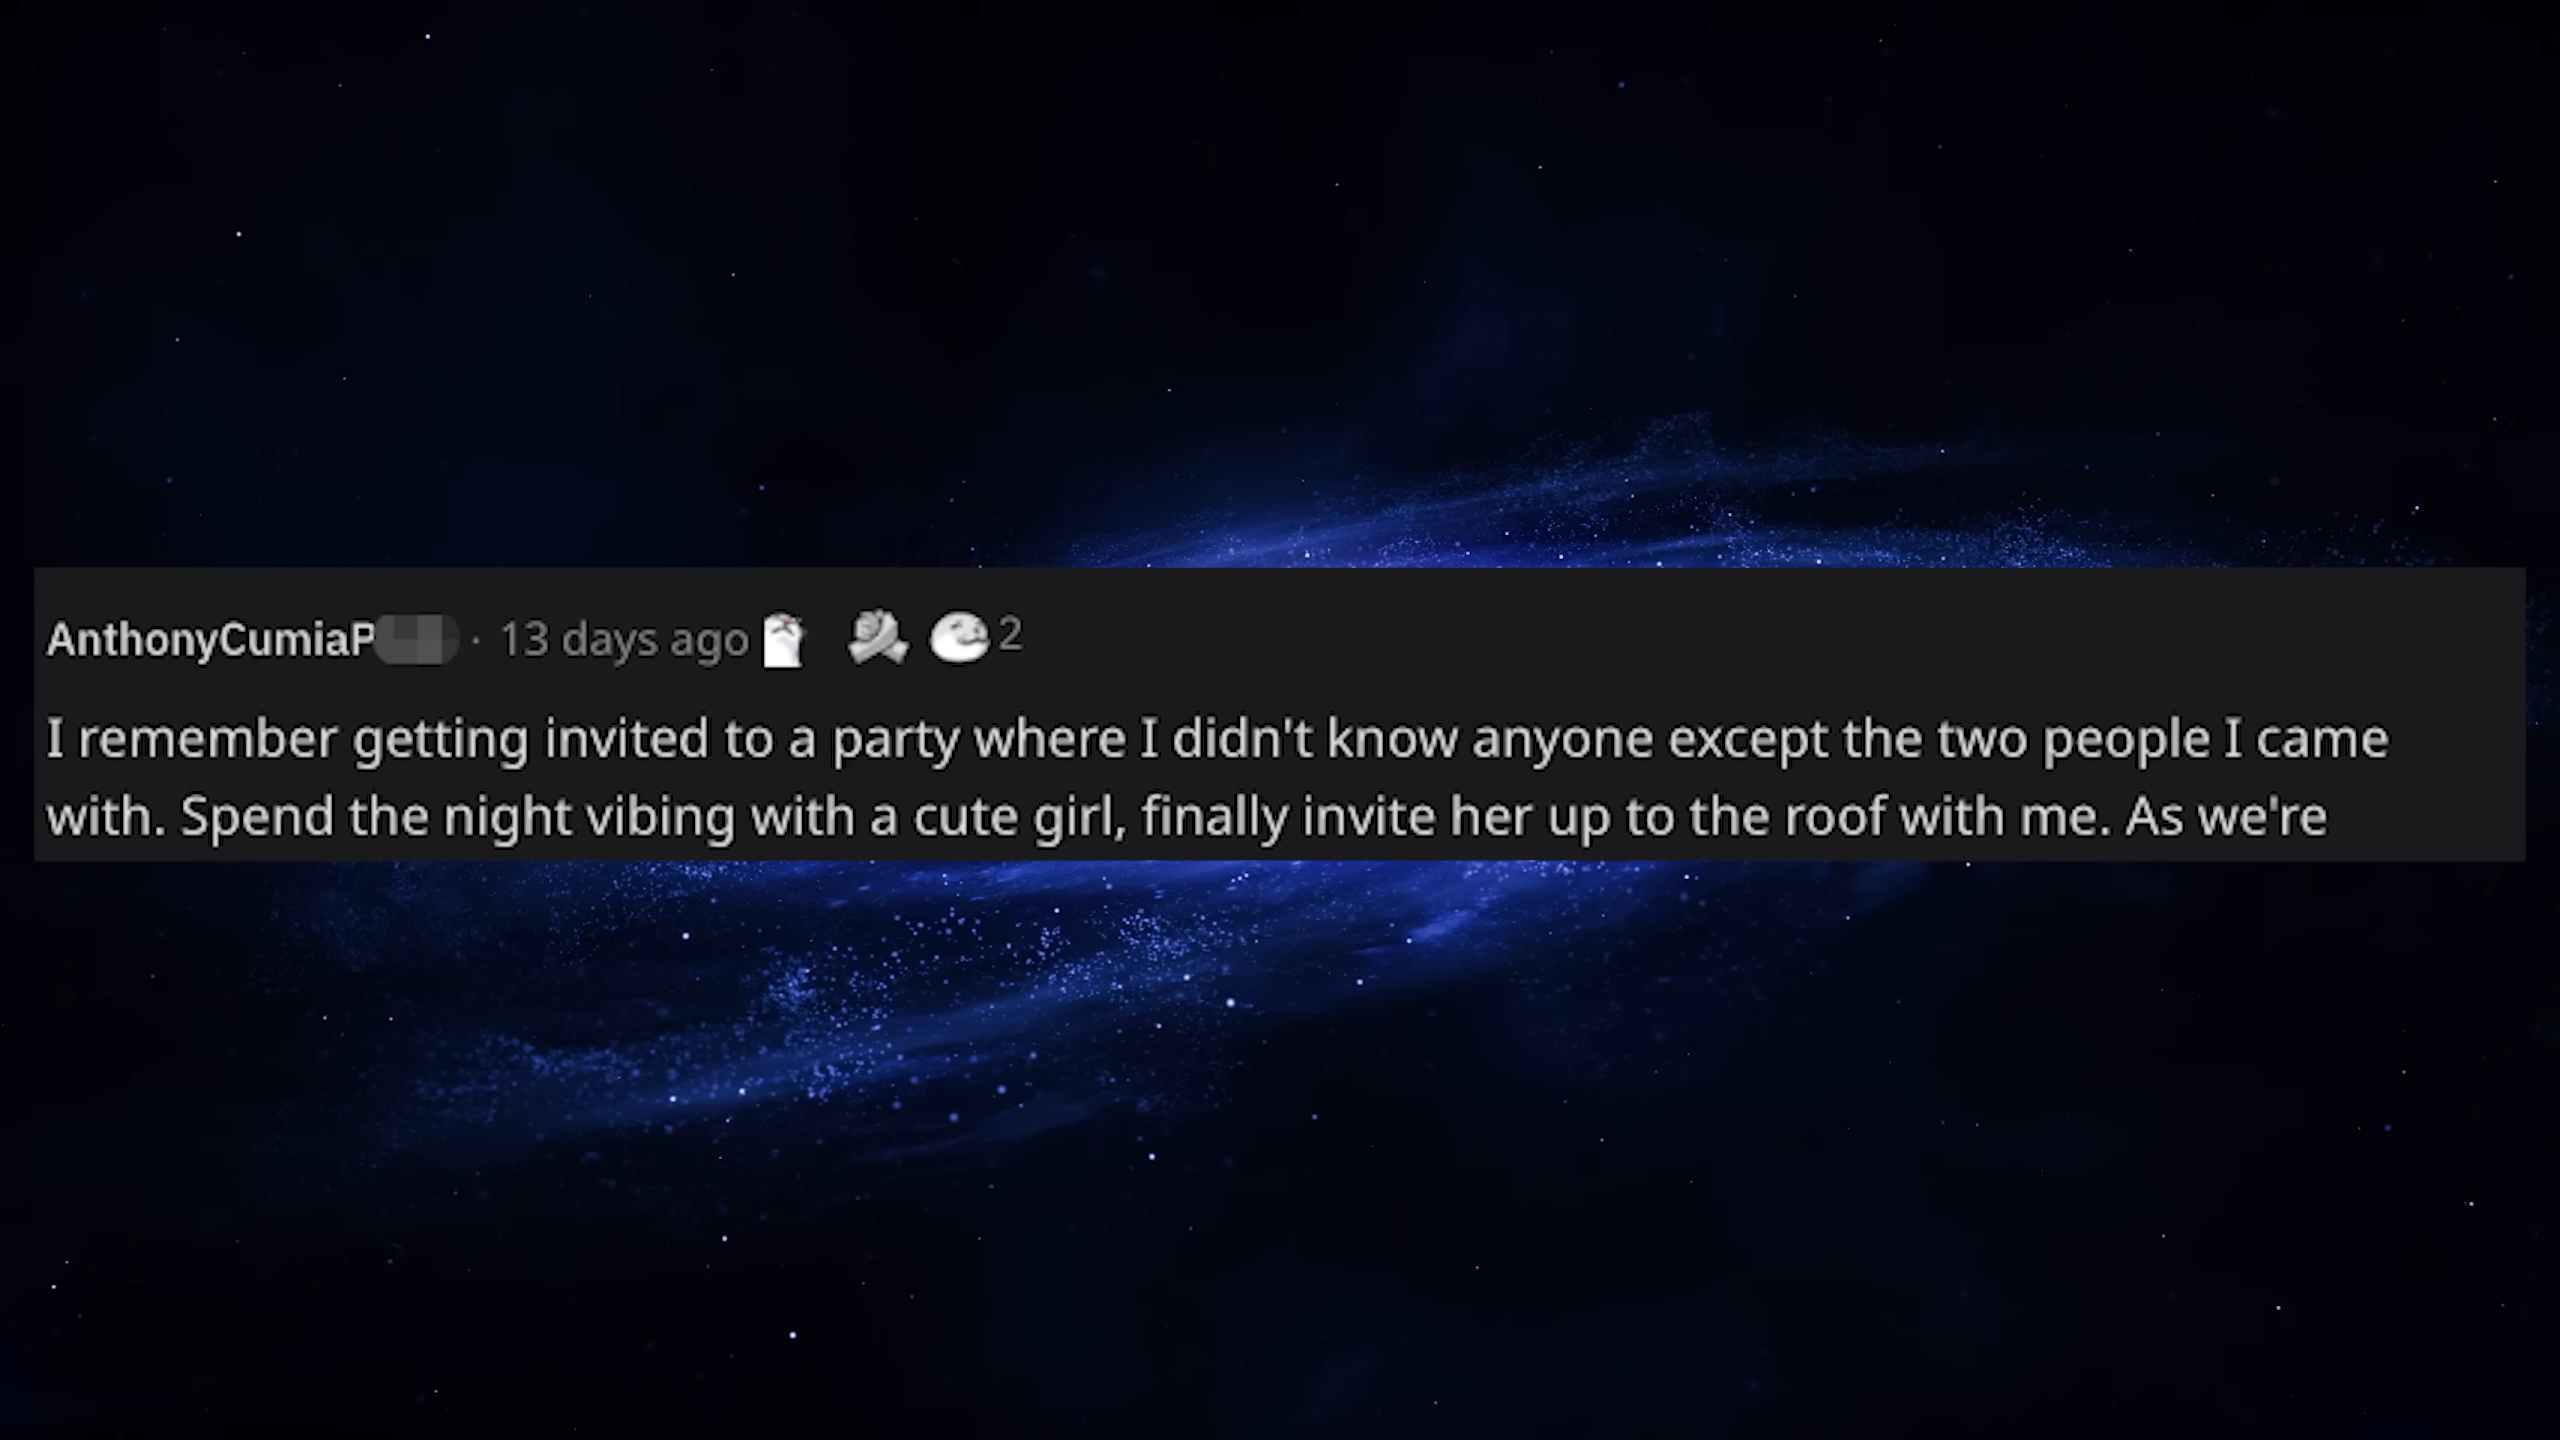 AnthonyCumiaP · 13 days ago 2
I remember getting invited to a party where I didn't know anyone except the two people I came
with. Spend the night vibing with a cute girl, finally invite her up to the roof with me. As we're